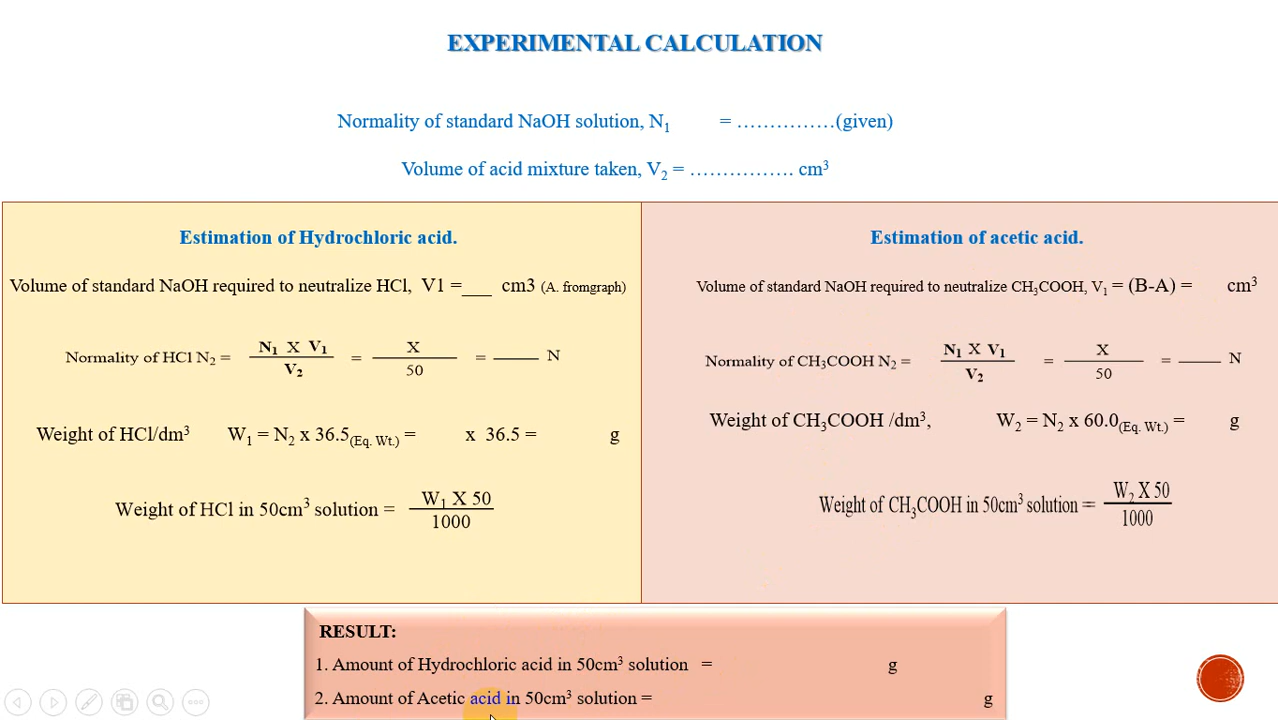 EXPERIMENTAL CALCULATION
Normality of standard NaOH solution, N₁ = ……………(given)
Volume of acid mixture taken, V₂ = ……………. cm³
Estimation of Hydrochloric acid.
Volume of standard NaOH required to neutralize HCl, V1 =___ cm3 (A. fromgraph)
Normality of HCl N₂ = N₁ X V₁ / V₂ = X / 50 = ____ N
Weight of HCl/dm³ W₁ = N₂ x 36.5(Eq. Wt.) = x 36.5 = g
Weight of HCl in 50cm³ solution = W₁ X 50 / 1000
Estimation of acetic acid.
Volume of standard NaOH required to neutralize CH₃COOH, V₁ = (B-A) = cm³
Normality of CH₃COOH N₂ = N₁ X V₁ / V₂ = X / 50 = ____ N
Weight of CH₃COOH /dm³, W₂ = N₂ x 60.0(Eq. Wt.) = g
Weight of CH₃COOH in 50cm³ solution = W₂ X 50 / 1000
RESULT:
1. Amount of Hydrochloric acid in 50cm³ solution = g
2. Amount of Acetic acid in 50cm³ solution = g